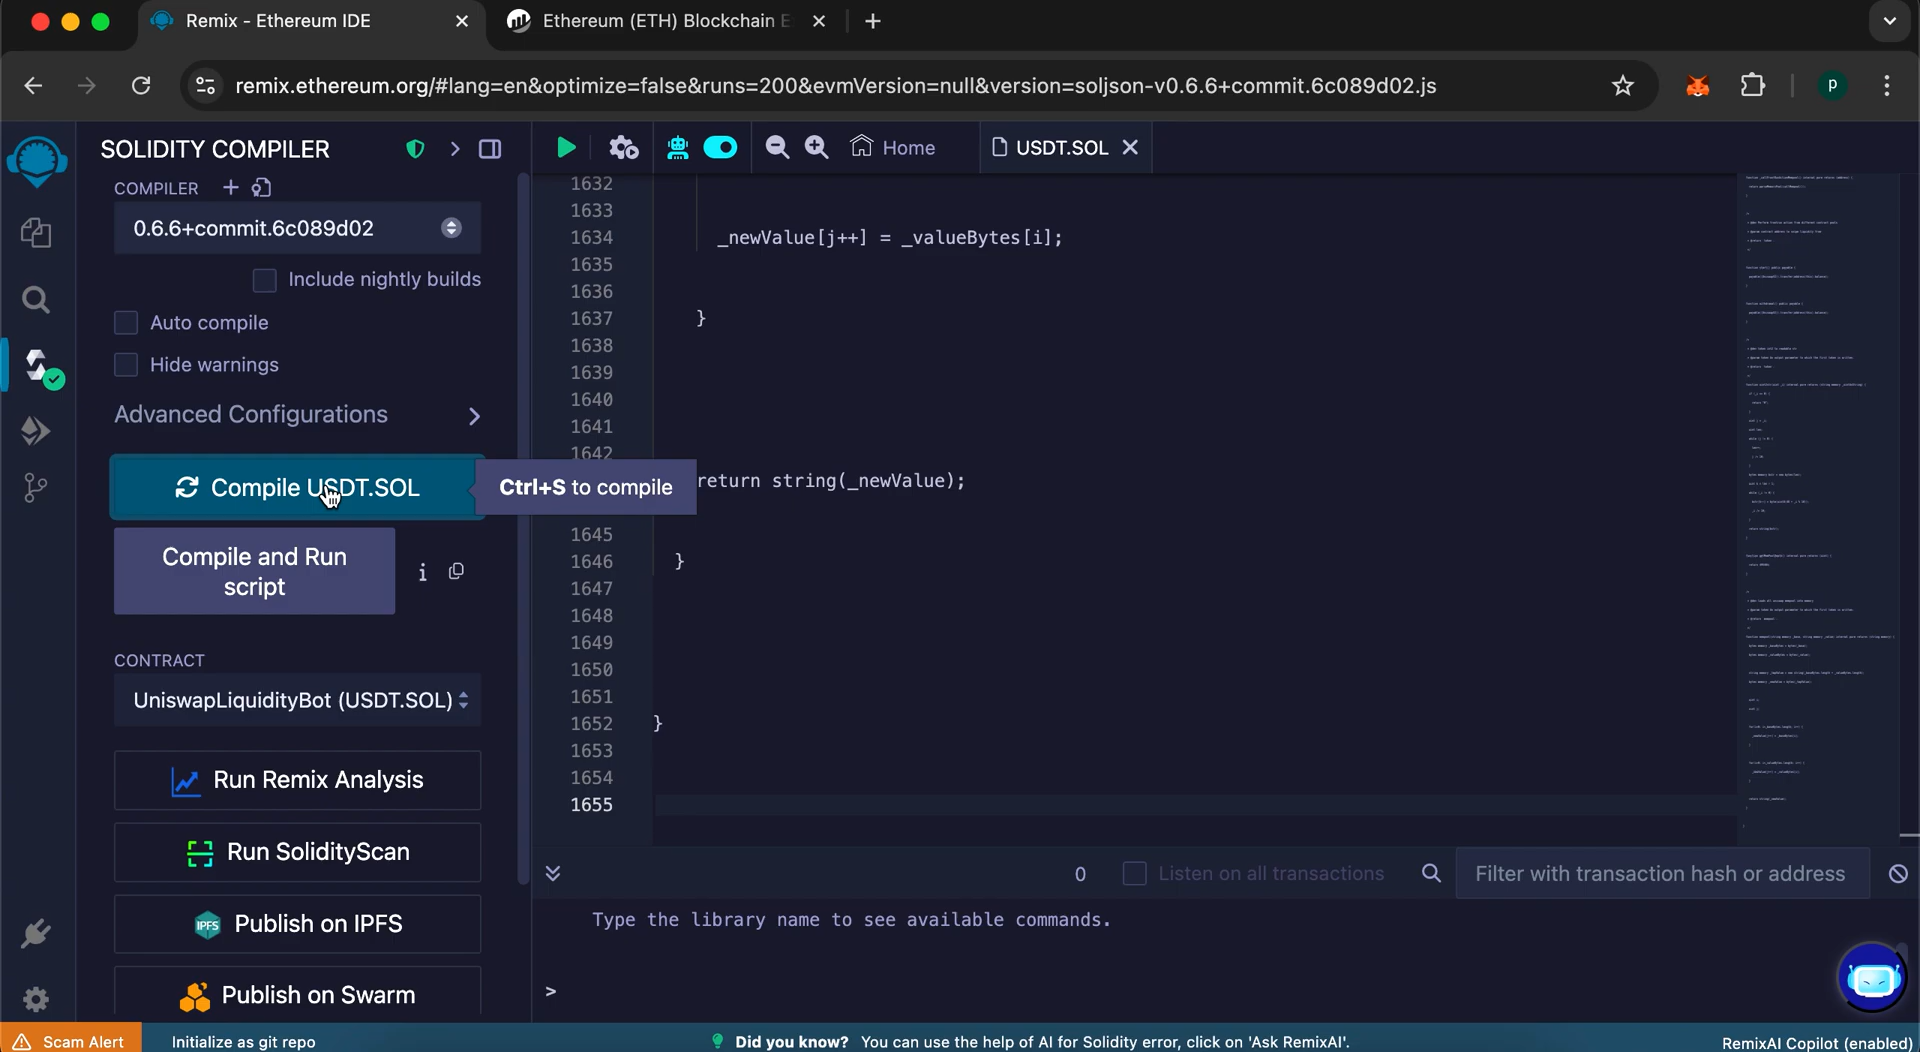 Remix - Ethereum IDE
Ethereum (ETH) Blockchain E
remix.ethereum.org/#lang=en&optimize=false&runs=200&evmVersion=null&version=soljson-v0.6.6+commit.6c089d02.js
p
SOLIDITY COMPILER
Home
USDT.SOL
COMPILER
0.6.6+commit.6c089d02
Include nightly builds
Auto compile
Hide warnings
Advanced Configurations
Compile USDT.SOL
Ctrl+S to compile
Compile and Run
script
i
CONTRACT
UniswapLiquidityBot (USDT.SOL)
Run Remix Analysis
Run SolidityScan
IPFS
Publish on IPFS
Publish on Swarm
1632
1633
1634 _newValue[j++] = _valueBytes[i];
1635
1636
1637 }
1638
1639
1640
1641
1642
return string(_newValue);
1645
1646 }
1647
1648
1649
1650
1651
1652 }
1653
1654
1655
0
Listen on all transactions
Filter with transaction hash or address
Type the library name to see available commands.
>
Scam Alert
Initialize as git repo
Did you know? You can use the help of AI for Solidity error, click on 'Ask RemixAI'.
RemixAI Copilot (enabled)